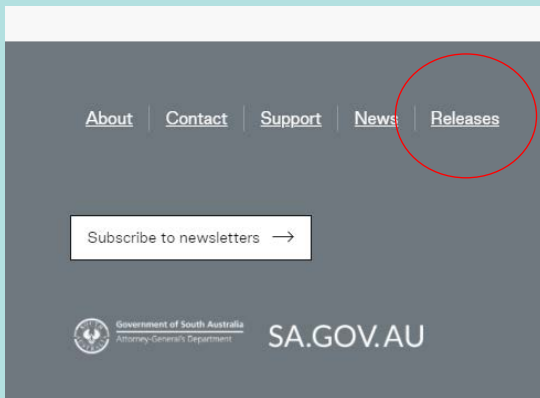 About Contact Support News Releases
Subscribe to newsletters →
Government of South Australia
Attorney-General's Department
SA.GOV.AU